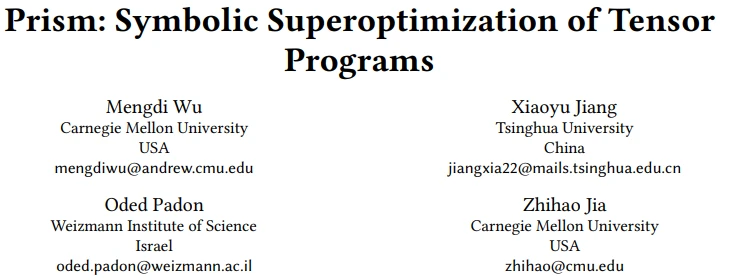 Prism: Symbolic Superoptimization of Tensor
Programs
Mengdi Wu
Carnegie Mellon University
USA
mengdiwu@andrew.cmu.edu
Xiaoyu Jiang
Tsinghua University
China
jiangxia22@mails.tsinghua.edu.cn
Oded Padon
Weizmann Institute of Science
Israel
oded.padon@weizmann.ac.il
Zhihao Jia
Carnegie Mellon University
USA
zhihao@cmu.edu